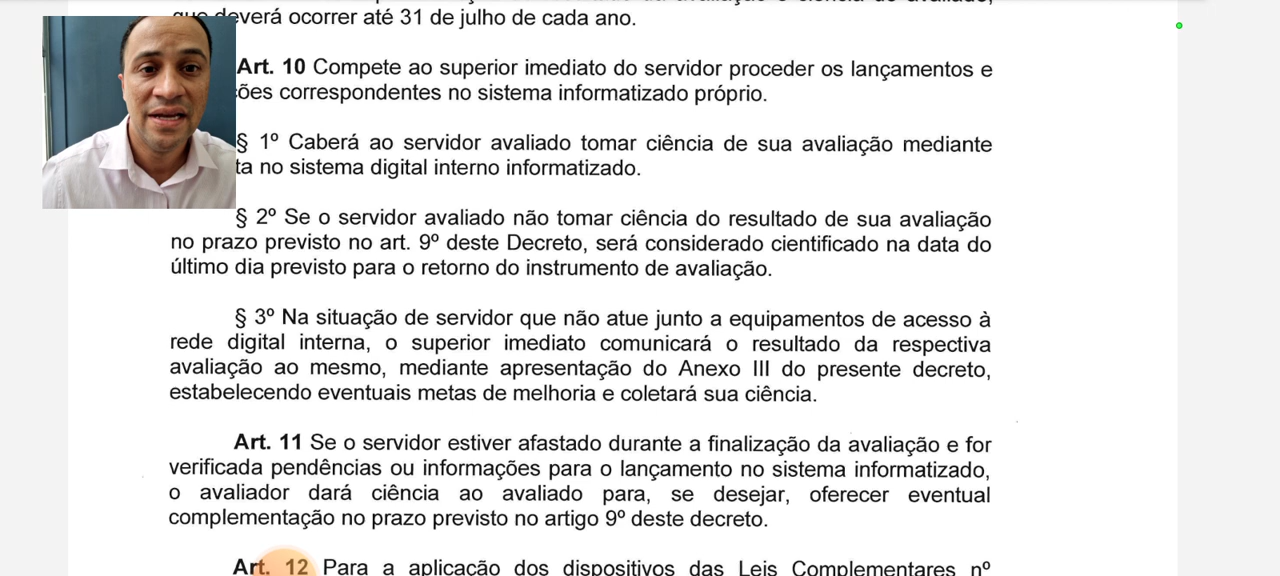 deverá ocorrer até 31 de julho de cada ano.
Art. 10 Compete ao superior imediato do servidor proceder os lançamentos e
ões correspondentes no sistema informatizado próprio.
§ 1º Caberá ao servidor avaliado tomar ciência de sua avaliação mediante
ta no sistema digital interno informatizado.
§ 2º Se o servidor avaliado não tomar ciência do resultado de sua avaliação
no prazo previsto no art. 9º deste Decreto, será considerado cientificado na data do
último dia previsto para o retorno do instrumento de avaliação.
§ 3º Na situação de servidor que não atue junto a equipamentos de acesso à
rede digital interna, o superior imediato comunicará o resultado da respectiva
avaliação ao mesmo, mediante apresentação do Anexo III do presente decreto,
estabelecendo eventuais metas de melhoria e coletará sua ciência.
Art. 11 Se o servidor estiver afastado durante a finalização da avaliação e for
verificada pendências ou informações para o lançamento no sistema informatizado,
o avaliador dará ciência ao avaliado para, se desejar, oferecer eventual
complementação no prazo previsto no artigo 9º deste decreto.
Art. 12 Para a aplicação dos dispositivos das Leis Complementares nº